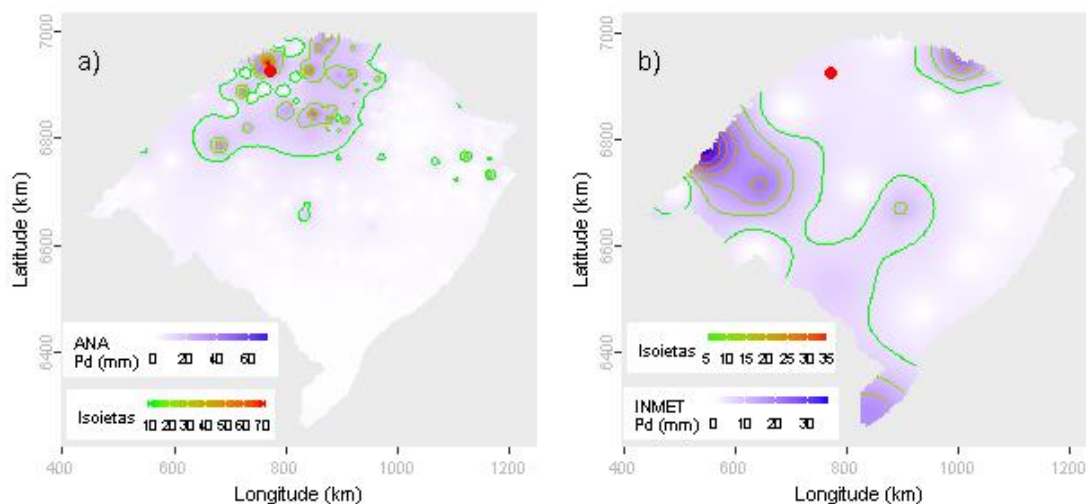 a)
7000
6800
6600
6400
Latitude (km)
ANA
Pd (mm)
0 20 40 60
Isoietas
10 20 30 40 50 60 70
400 600 800 1000 1200
Longitude (km)
b)
7000
6800
6600
6400
Latitude (km)
Isoietas
5 10 15 20 25 30 35
INMET
Pd (mm)
0 10 20 30
400 600 800 1000 1200
Longitude (km)